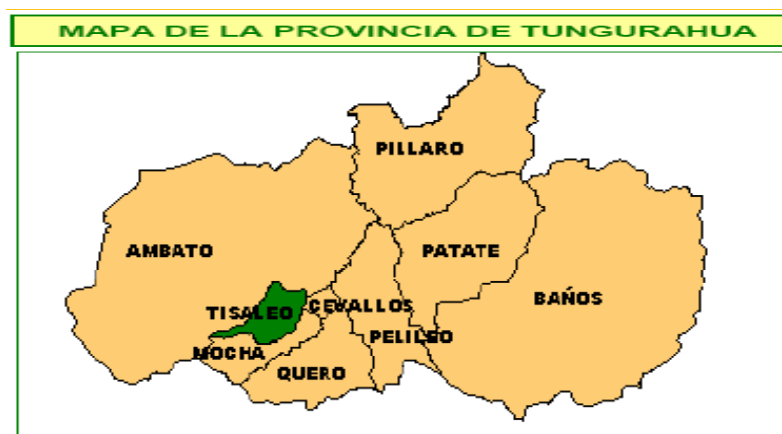 MAPA DE LA PROVINCIA DE TUNGURAHUA
PILLARO
AMBATO
PATATE
BAÑOS
TISALEO
CEVALLOS
PELILEO
MOCHA
QUERO